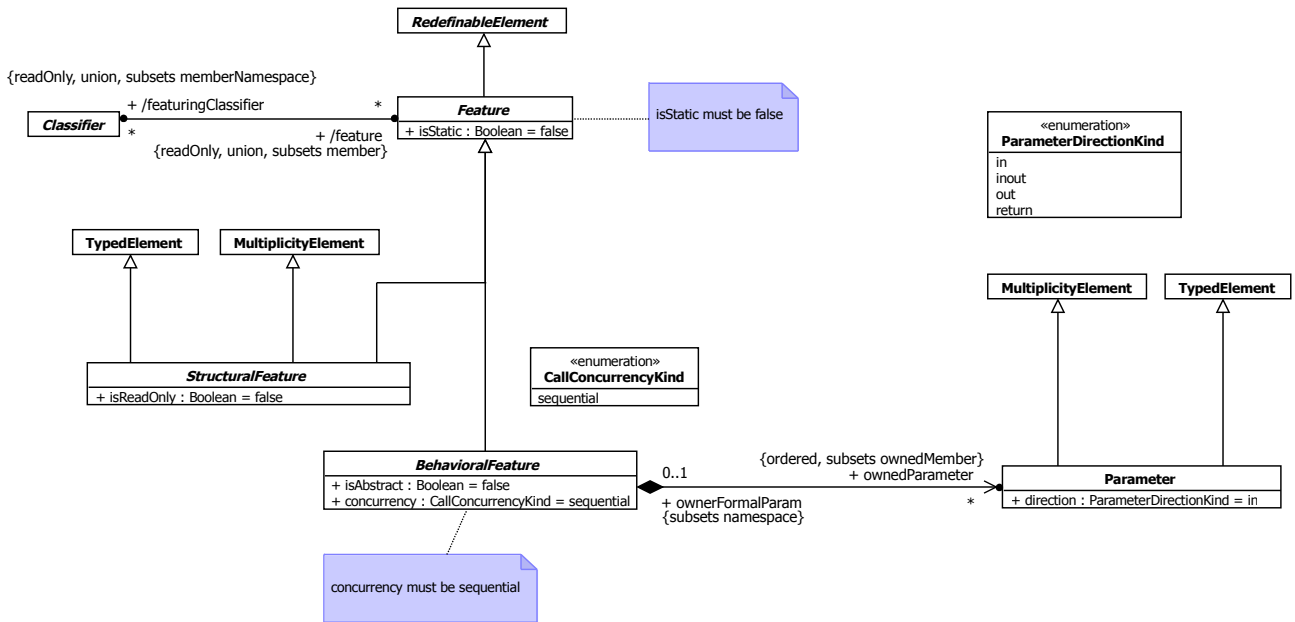 RedefinableElement
{readOnly, union, subsets memberNamespace}
+ /featuringClassifier
*
Feature
isStatic must be false
Classifier
*
+ /feature
+ isStatic : Boolean = false
{readOnly, union, subsets member}
«enumeration»
ParameterDirectionKind
in
inout
out
return
TypedElement
MultiplicityElement
MultiplicityElement
TypedElement
«enumeration»
CallConcurrencyKind
sequential
StructuralFeature
+ isReadOnly : Boolean = false
BehavioralFeature
+ isAbstract : Boolean = false
+ concurrency : CallConcurrencyKind = sequential
0..1
{ordered, subsets ownedMember}
+ ownedParameter
+ ownerFormalParam
{subsets namespace}
*
Parameter
+ direction : ParameterDirectionKind = in
concurrency must be sequential